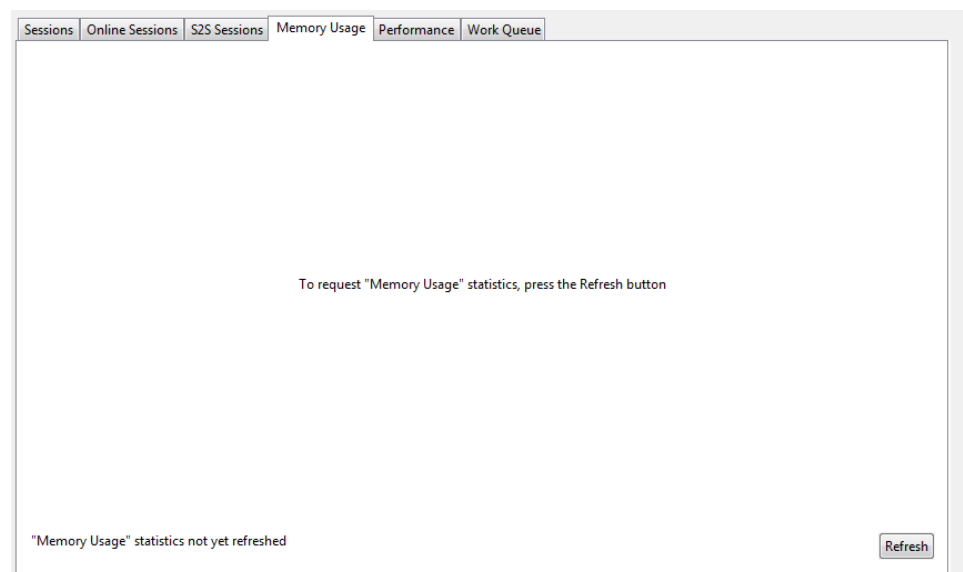 Sessions Online Sessions S2S Sessions Memory Usage Performance Work Queue
To request "Memory Usage" statistics, press the Refresh button
"Memory Usage" statistics not yet refreshed Refresh